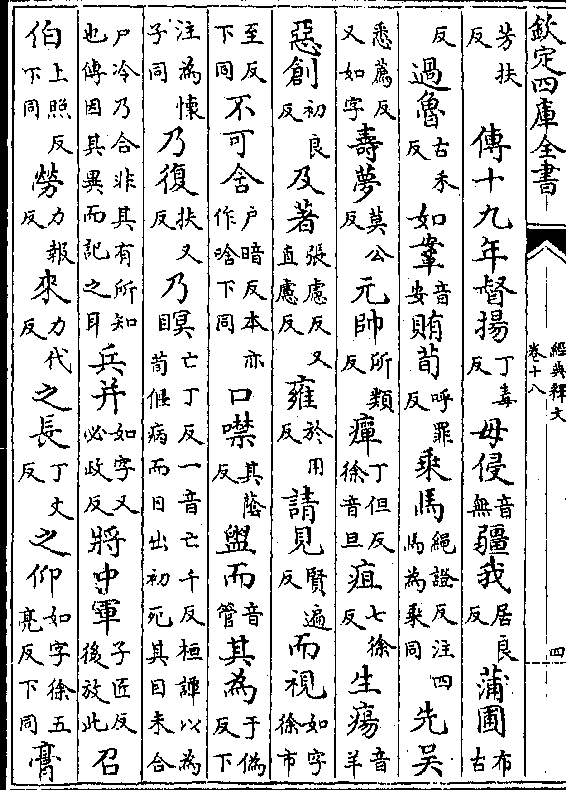 欽定四庫全書 經典釋文 卷十八 四
芳扶反 傳十九年督揚丁毒反毋侵音無疆我居良反蒲圃布古
反過魯古禾反如鞌音安賄荀呼罪反乘馬繩證反注四馬為乘同先吳
悉薦反又如字壽夢莫公反元帥所類反癉丁但反徐音旦疽七徐反生瘍音羊
惡創初良反及著張慮反又直慮反雍於用反請見賢遍反而視如字徐市
至反下同不可含户暗反本亦作唅下同口噤其蔭反盥而音管其為于偽反下
注為懷子同乃復扶又反乃瞑亡丁反一音亡千反桓譚以為荀偃病而目出初死其目未合
尸冷乃合非其有所知也傳因其異而記之耳兵并如字又必政反將中軍子匠反後放此召
伯上照反下同勞力報反來力代反之長丁丈反之仰如字徐五亮反下同膏